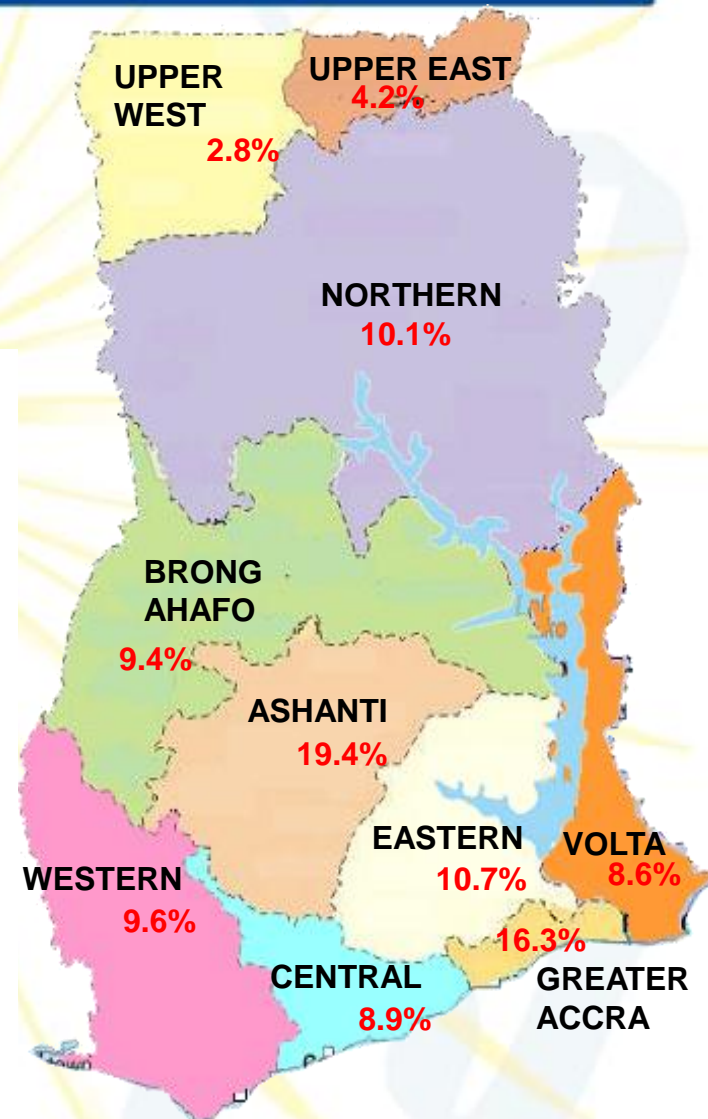 UPPER
WEST
2.8%
UPPER EAST
4.2%
NORTHERN
10.1%
BRONG
AHAFO
9.4%
ASHANTI
19.4%
EASTERN
10.7%
VOLTA
8.6%
WESTERN
9.6%
CENTRAL
8.9%
16.3%
GREATER
ACCRA